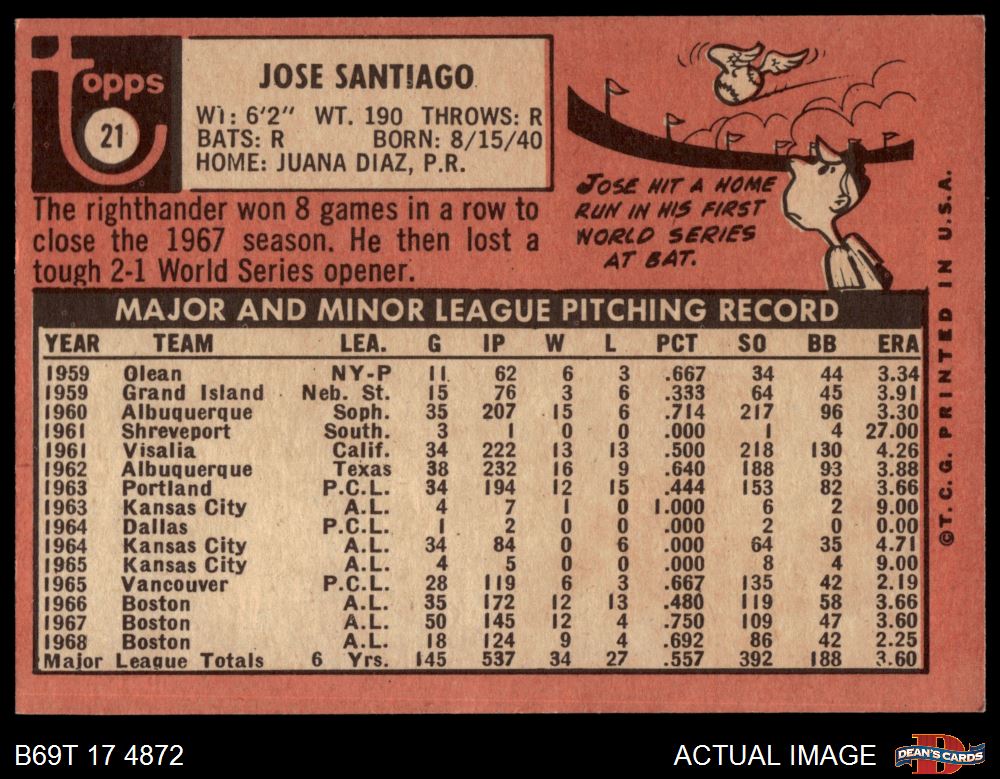 Topps
21
JOSE SANTIAGO
WT: 6'2" WT. 190 THROWS: R
BATS: R BORN: 8/15/40
HOME: JUANA DIAZ, P.R.
JOSE HIT A HOME
RUN IN HIS FIRST
WORLD SERIES
AT BAT.
The righthander won 8 games in a row to
close the 1967 season. He then lost a
tough 2-1 World Series opener.
MAJOR AND MINOR LEAGUE PITCHING RECORD
YEAR TEAM LEA. G IP W L PCT SO BB ERA
1959 Olean NY-P 11 62 6 3 .667 34 44 3.34
1959 Grand Island Neb. St. 15 76 3 6 .333 64 45 3.91
1960 Albuquerque Soph. 35 207 15 6 .714 217 96 3.30
1961 Shreveport South. 3 1 0 0 .000 1 4 27.00
1961 Visalia Calif. 34 222 13 13 .500 218 130 4.26
1962 Albuquerque Texas 38 232 16 9 .640 188 93 3.88
1963 Portland P.C.L. 34 194 12 15 .444 153 82 3.66
1963 Kansas City A.L. 4 7 1 0 1.000 6 2 9.00
1964 Dallas P.C.L. 1 2 0 0 .000 2 0 0.00
1964 Kansas City A.L. 34 84 0 6 .000 64 35 4.71
1965 Kansas City A.L. 4 5 0 0 .000 8 4 9.00
1965 Vancouver P.C.L. 28 119 6 3 .667 135 42 2.19
1966 Boston A.L. 35 172 12 13 .480 119 58 3.66
1967 Boston A.L. 50 145 12 4 .750 109 47 3.60
1968 Boston A.L. 18 124 9 4 .692 86 42 2.25
Major League Totals 6 Yrs. 145 537 34 27 .557 392 188 3.60
©T. C. G. PRINTED IN U.S.A.
B69T 17 4872
ACTUAL IMAGE
DEAN'S CARDS